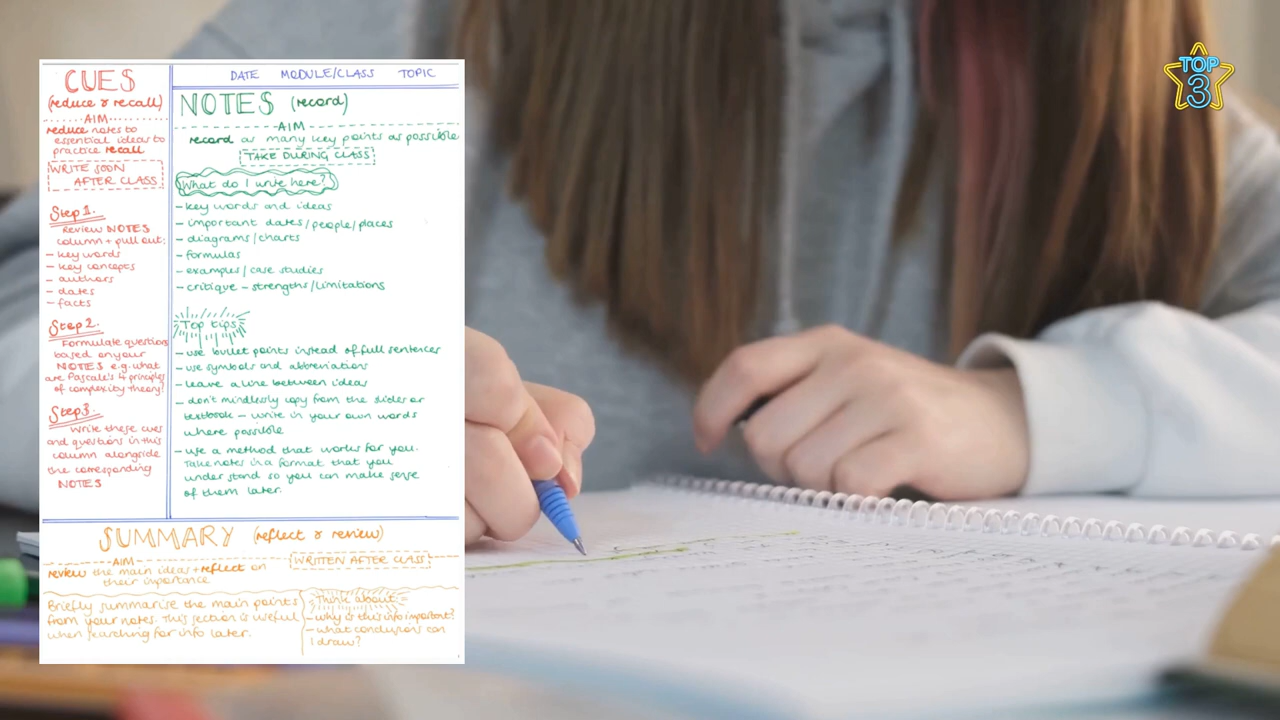 CUES
(reduce & recall)
AIM
reduce notes to
essential ideas to
practice recall
WRITE SOON
AFTER CLASS
Step 1.
Review NOTES
column + pull out:
- key words
- key concepts
- authors
- dates
- facts
Step 2.
Formulate questions
based on your
NOTES e.g. what
are Pascale's 4 principles
of complexity theory?
Step 3.
Write these cues
and questions in this
column alongside
the corresponding
NOTES
DATE MODULE/CLASS TOPIC
NOTES (record)
AIM
record as many key points as possible
TAKE DURING CLASS
What do I write here?
- key words and ideas
- important dates/people/places
- diagrams/charts
- formulas
- examples/case studies
- critique - strengths/limitations
Top tips
- use bullet points instead of full sentences
- use symbols and abbreviations
- leave a line between ideas
- don't mindlessly copy from the slides or
textbook - write in your own words
where possible
- use a method that works for you.
Take notes in a format that you
understand so you can make sense
of them later.
SUMMARY (reflect & review)
AIM
review the main ideas + reflect on
their importance
WRITTEN AFTER CLASS
Briefly summarise the main points
from your notes. This section is useful
when searching for info later.
Think about
- why is this info important?
- what conclusions can
I draw?
TOP
3